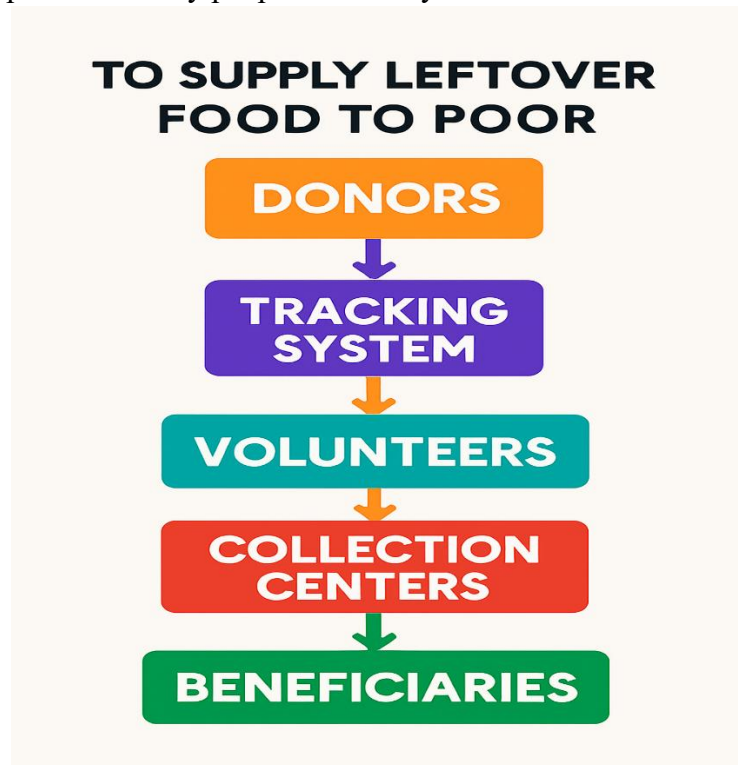 TO SUPPLY LEFTOVER
FOOD TO POOR
DONORS
TRACKING
SYSTEM
VOLUNTEERS
COLLECTION
CENTERS
BENEFICIARIES